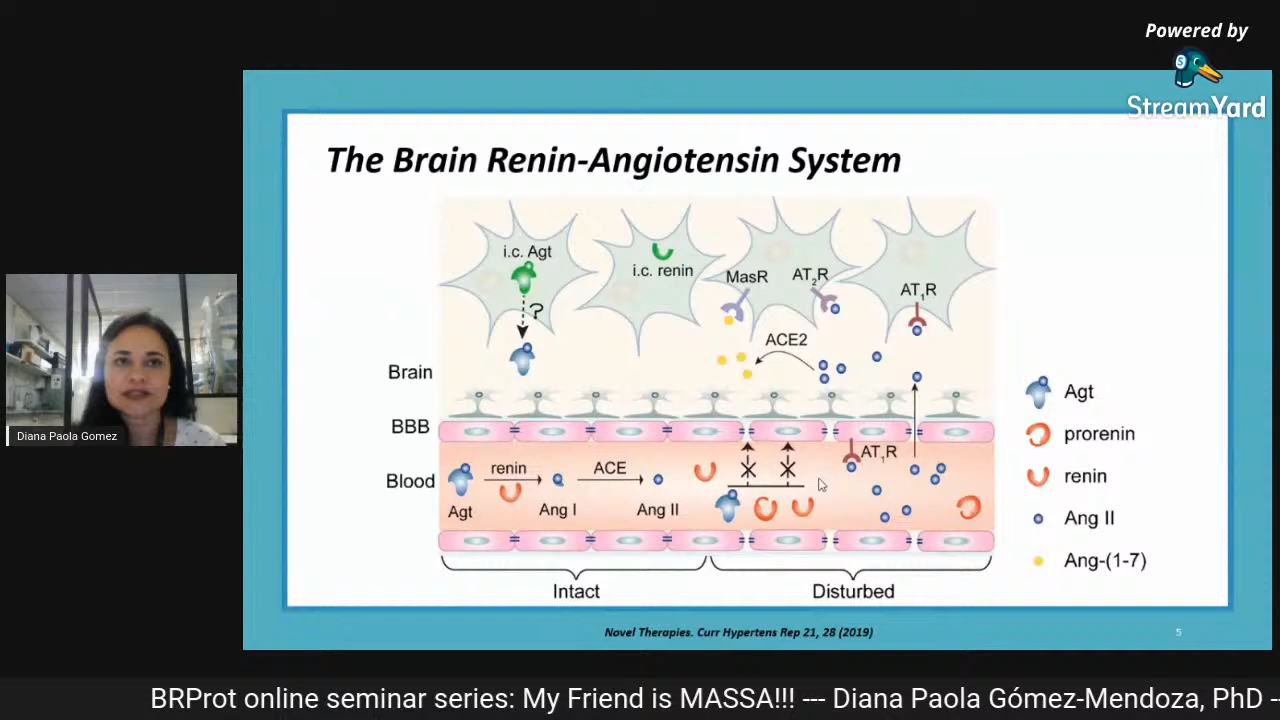 Powered by
StreamYard
The Brain Renin-Angiotensin System
i.c. Agt
?
i.c. renin
MasR
AT2R
AT1R
ACE2
Brain
BBB
Blood
Agt
renin
Ang I
ACE
Ang II
AT1R
Intact
Disturbed
Agt
prorenin
renin
Ang II
Ang-(1-7)
Novel Therapies. Curr Hypertens Rep 21, 28 (2019)
5
Diana Paola Gomez
BRProt online seminar series: My Friend is MASSA!!! --- Diana Paola Gómez-Mendoza, PhD -